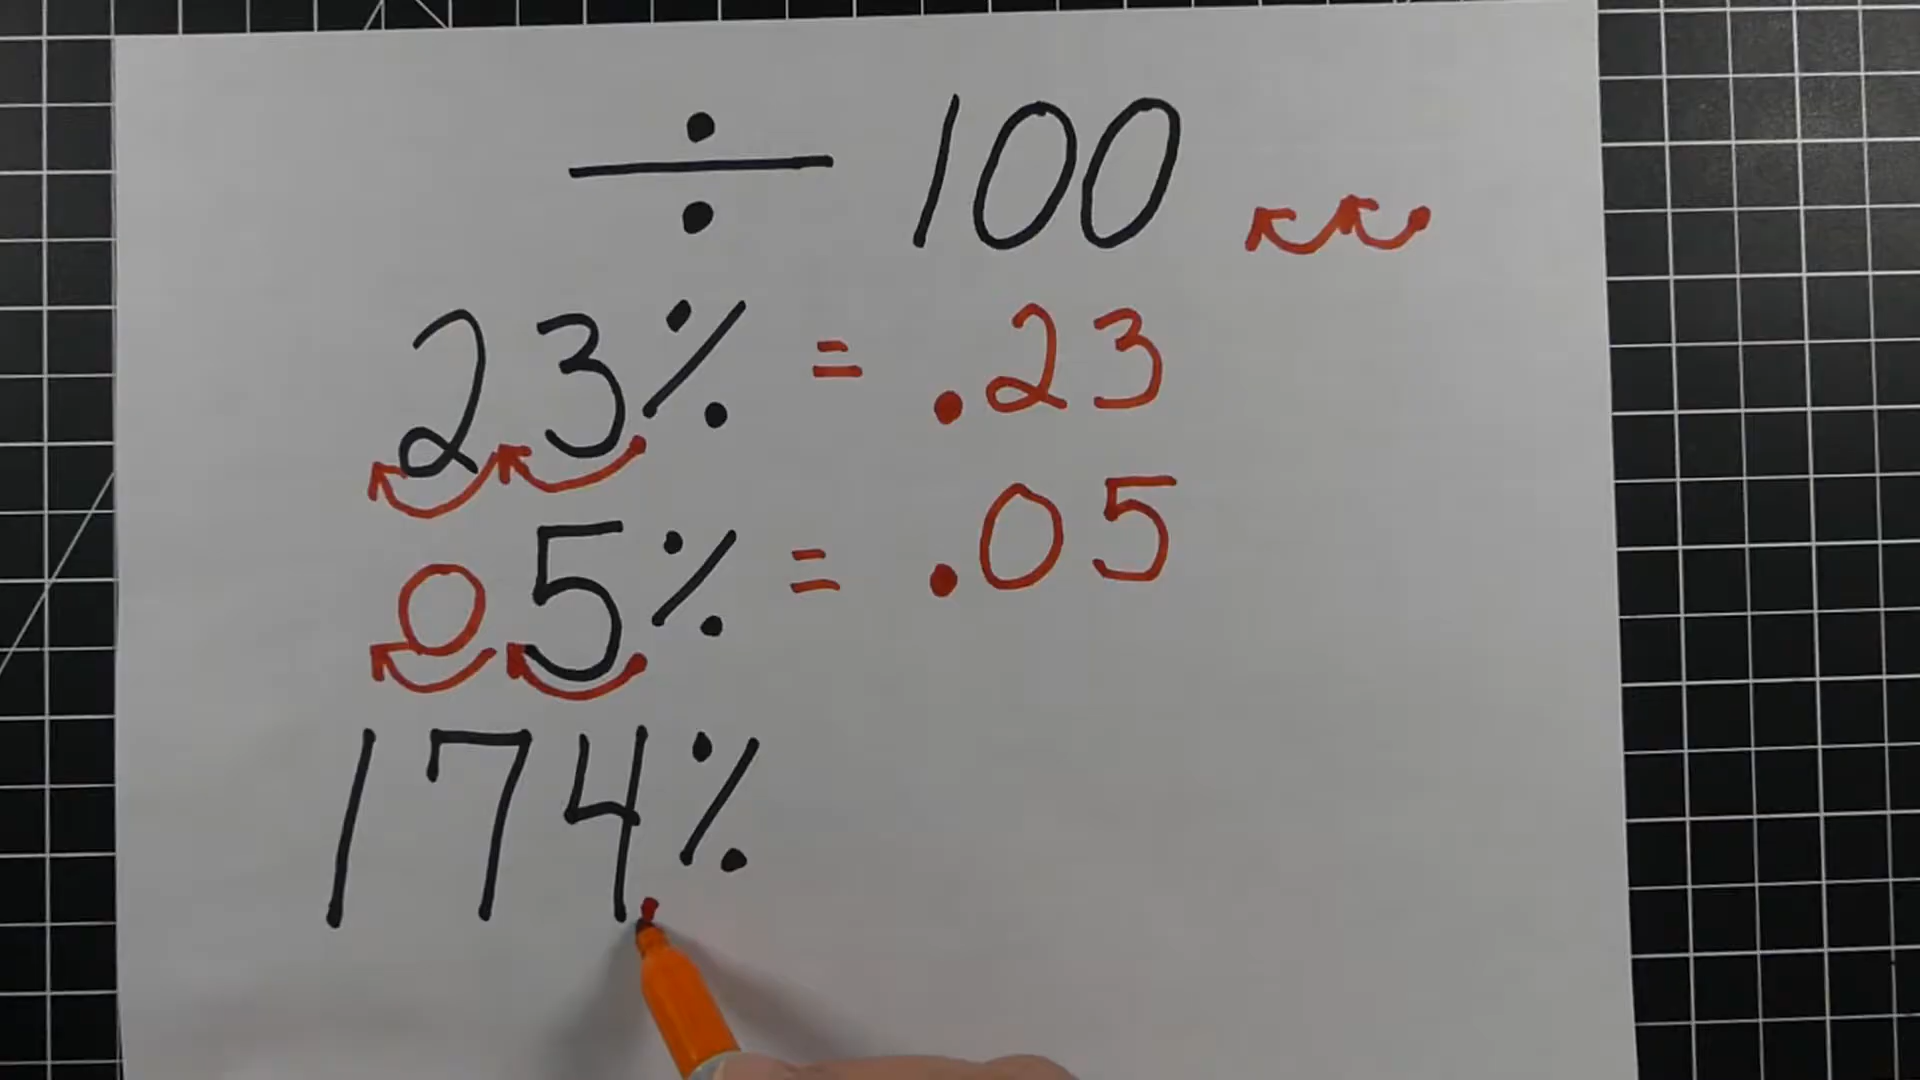 ÷ 100
23% = .23
05% = .05
174.%